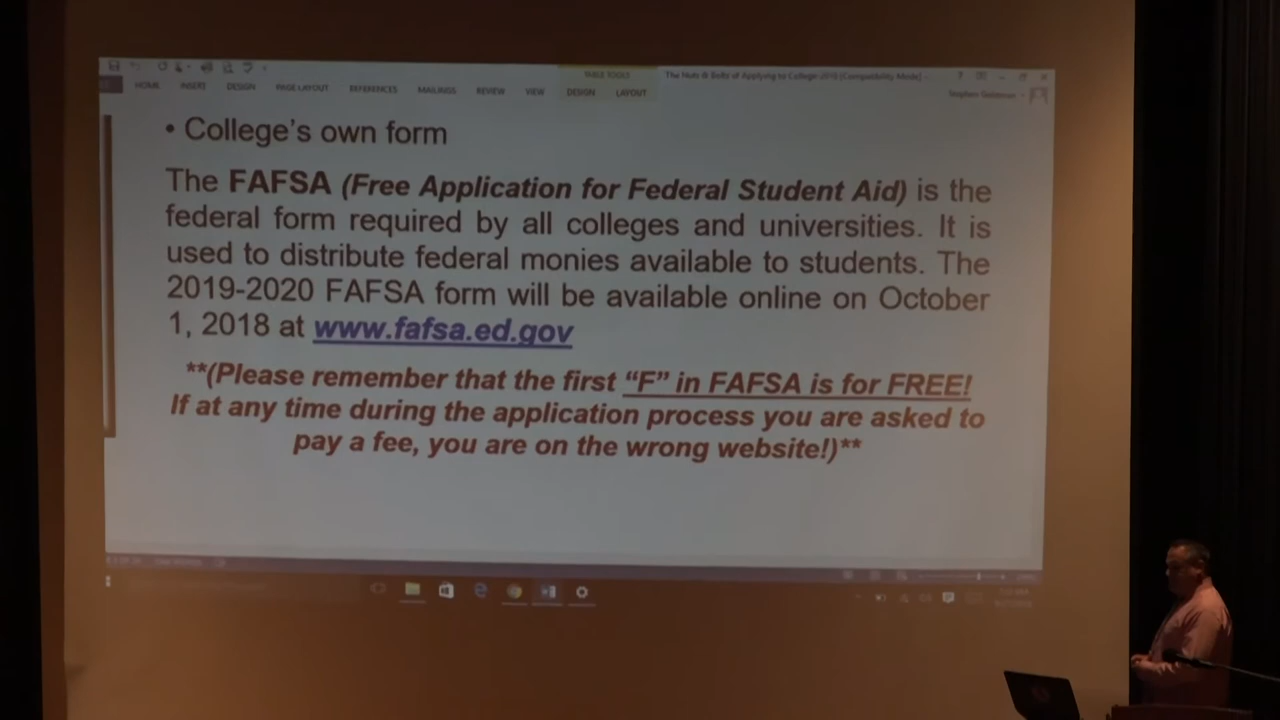 TABLE TOOLS
The Nuts & Bolts of Applying to College 2018 [Compatibility Mode] -
HOME INSERT DESIGN PAGE LAYOUT REFERENCES MAILINGS REVIEW VIEW DESIGN LAYOUT
Stephen
• College's own form
The FAFSA (Free Application for Federal Student Aid) is the
federal form required by all colleges and universities. It is
used to distribute federal monies available to students. The
2019-2020 FAFSA form will be available online on October
1, 2018 at www.fafsa.ed.gov
**(Please remember that the first “F” in FAFSA is for FREE!
If at any time during the application process you are asked to
pay a fee, you are on the wrong website!)**